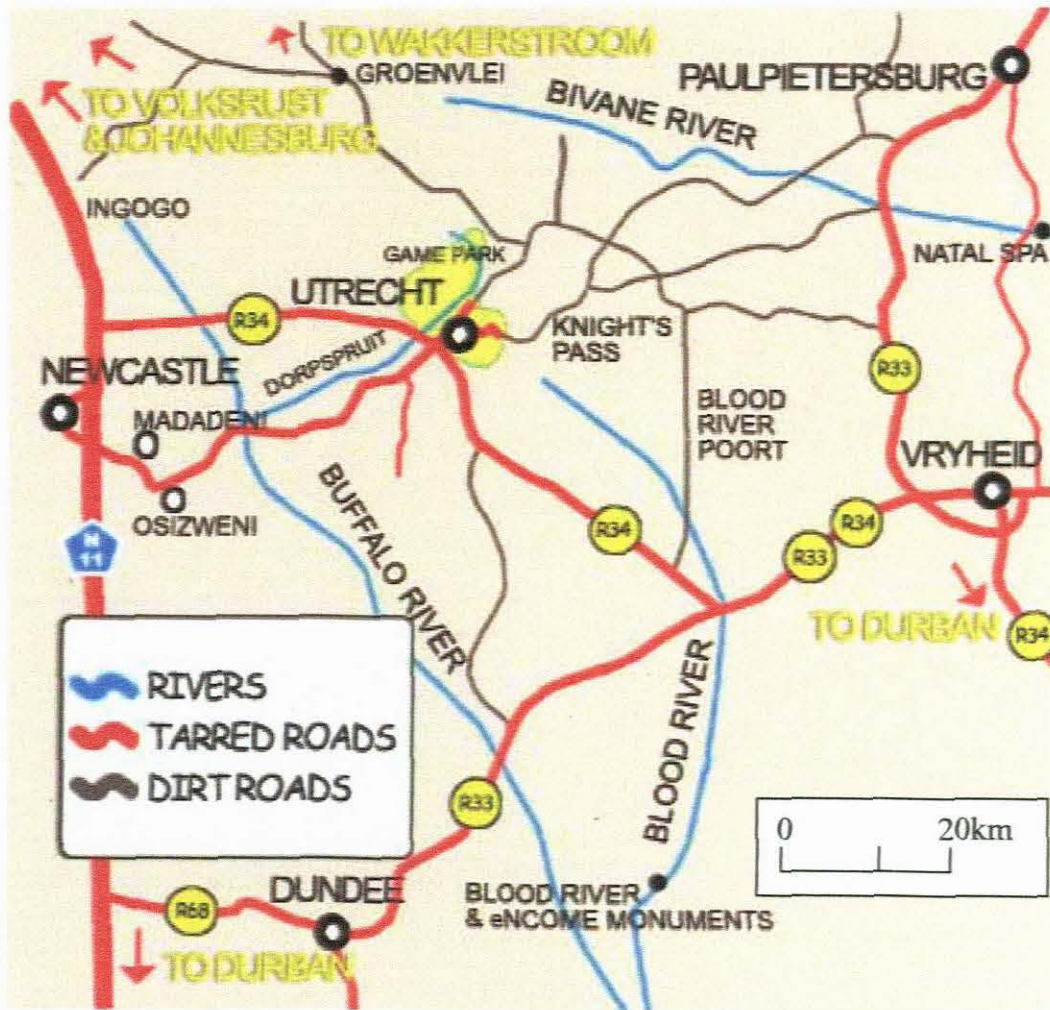 TO WAKKERSTROOM
GROENVLEI
PAULPIETERSBURG
TO VOLKSRUST
& JOHANNESBURG
BIVANE RIVER
INGOGO
GAME PARK
NATAL SPA
UTRECHT
R34
KNIGHT'S
PASS
DORPSPRUIT
NEWCASTLE
R33
MADADENI
BLOOD
RIVER
POORT
VRYHEID
OSIZWENI
BUFFALO RIVER
R34
R34
R33
N
11
TO DURBAN
R34
RIVERS
TARRED ROADS
DIRT ROADS
BLOOD RIVER
R33
0 20km
DUNDEE
R68
BLOOD RIVER
& eNCOME MONUMENTS
TO DURBAN